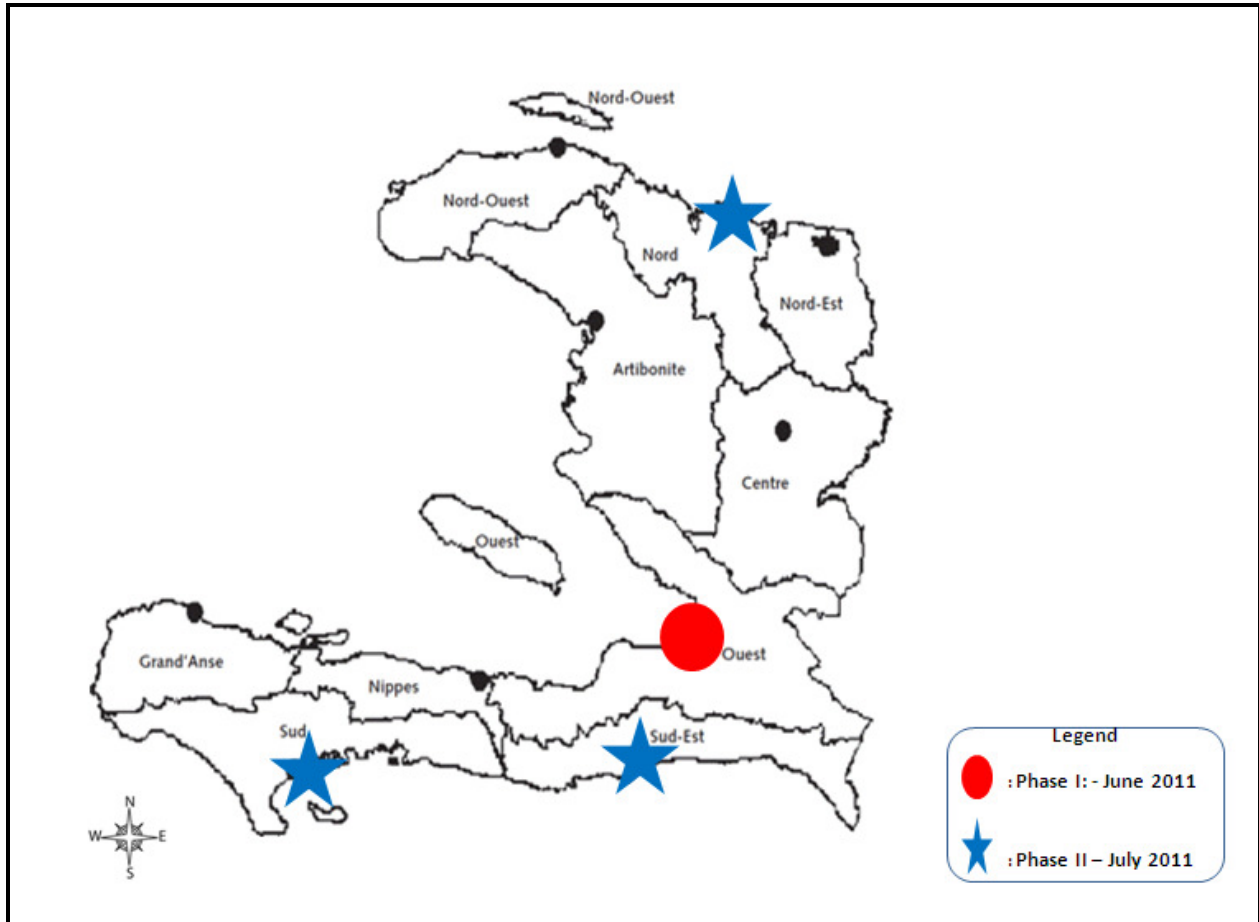 Nord-Ouest
Nord-Ouest
Nord
Nord-Est
Artibonite
Centre
Ouest
Ouest
Grand'Anse
Nippes
Sud
Sud-Est
Legend
: Phase I: - June 2011
: Phase II – July 2011
N
W E
S